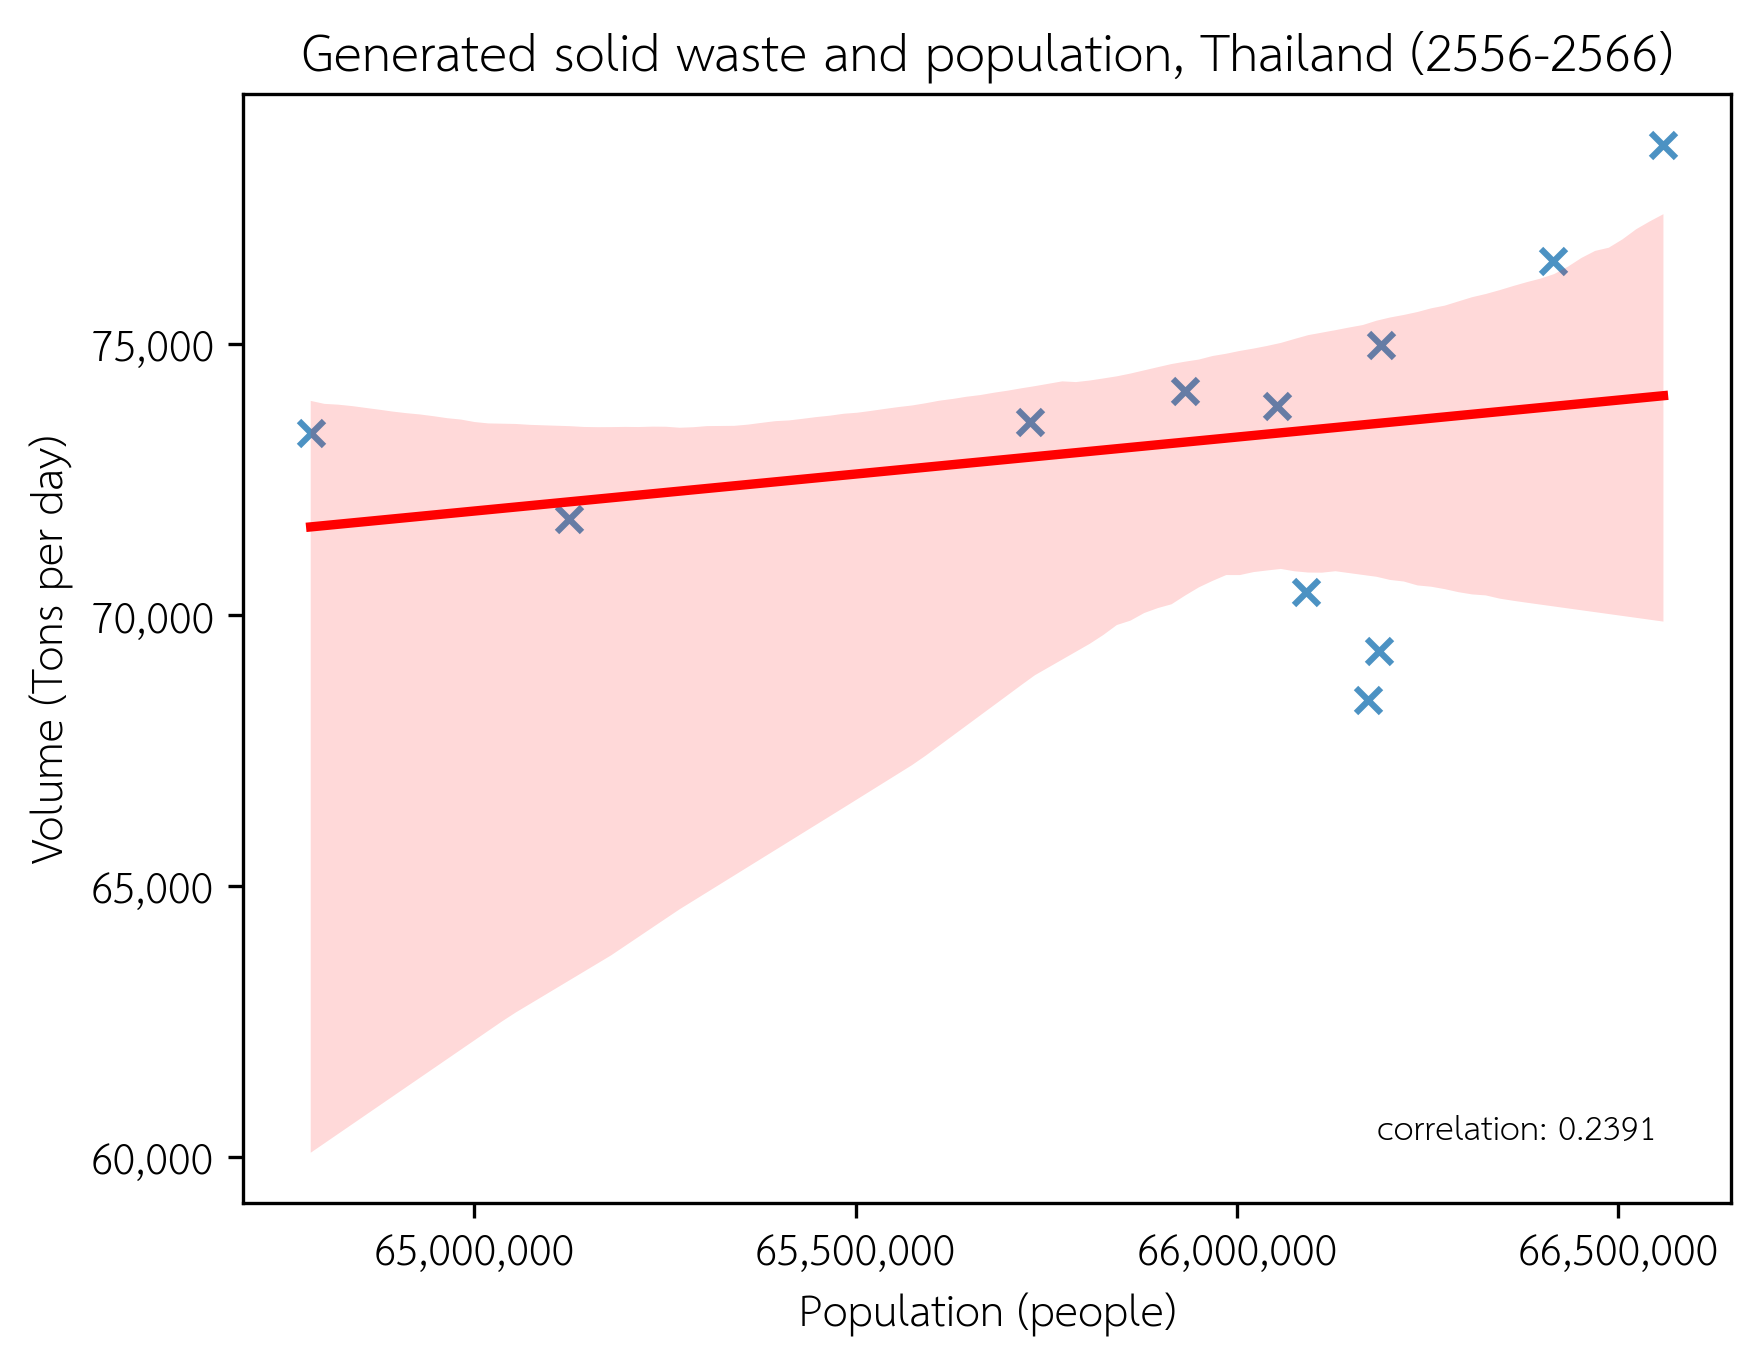 Generated solid waste and population, Thailand (2556-2566)
Volume (Tons per day)
75,000
70,000
65,000
60,000
correlation: 0.2391
65,000,000
65,500,000
66,000,000
66,500,000
Population (people)